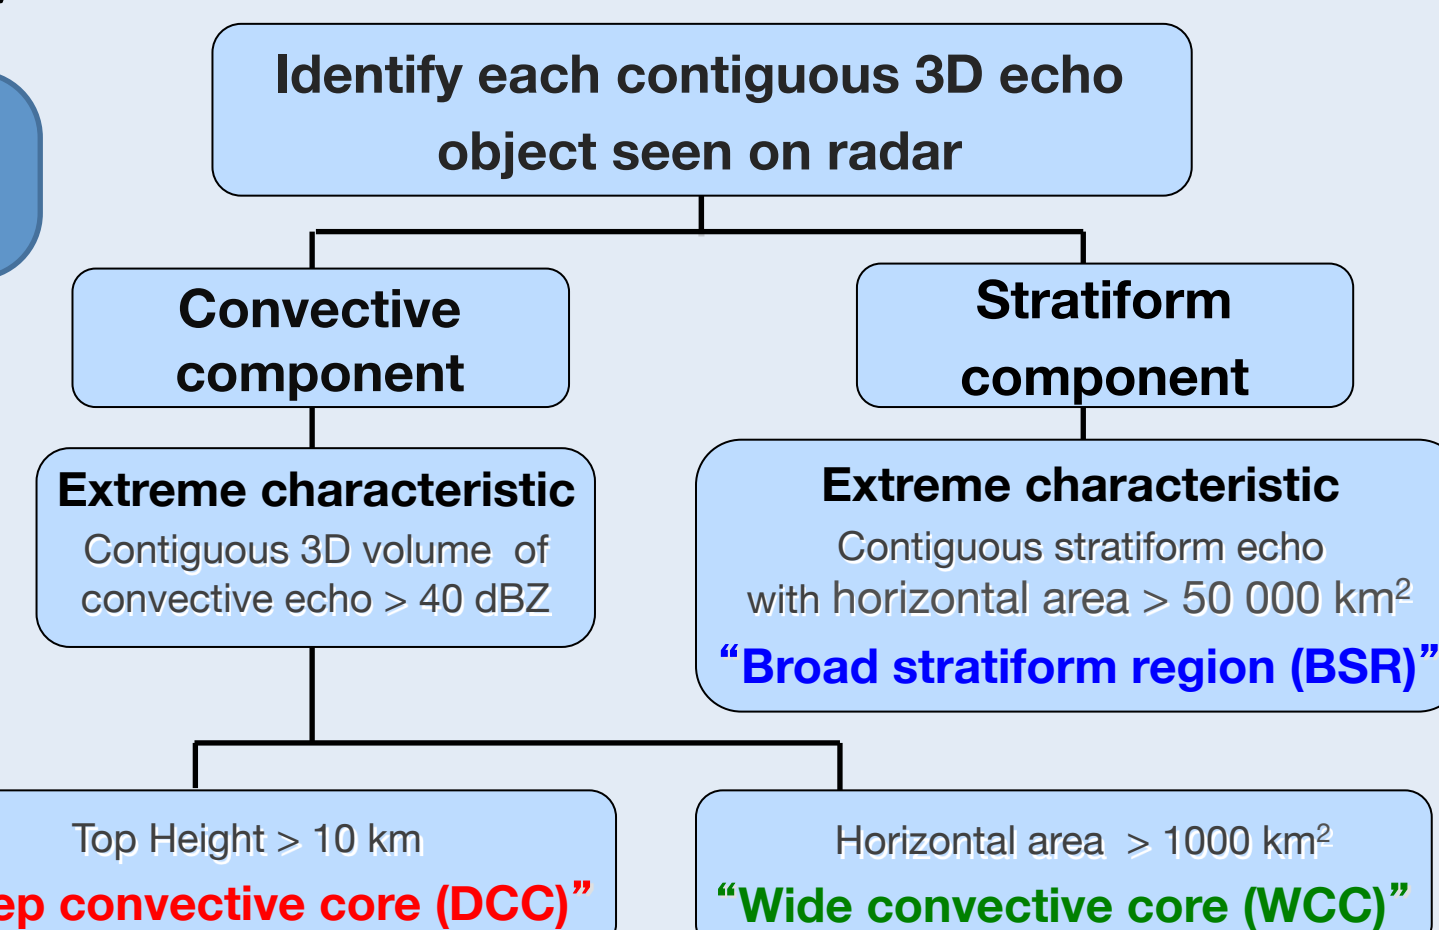 Identify each contiguous 3D echo
object seen on radar
Convective
component
Stratiform
component
Extreme characteristic
Contiguous 3D volume of
convective echo > 40 dBZ
Extreme characteristic
Contiguous stratiform echo
with horizontal area > 50 000 km²
“Broad stratiform region (BSR)”
Top Height > 10 km
convective core (DCC)”
Horizontal area > 1000 km²
“Wide convective core (WCC)”